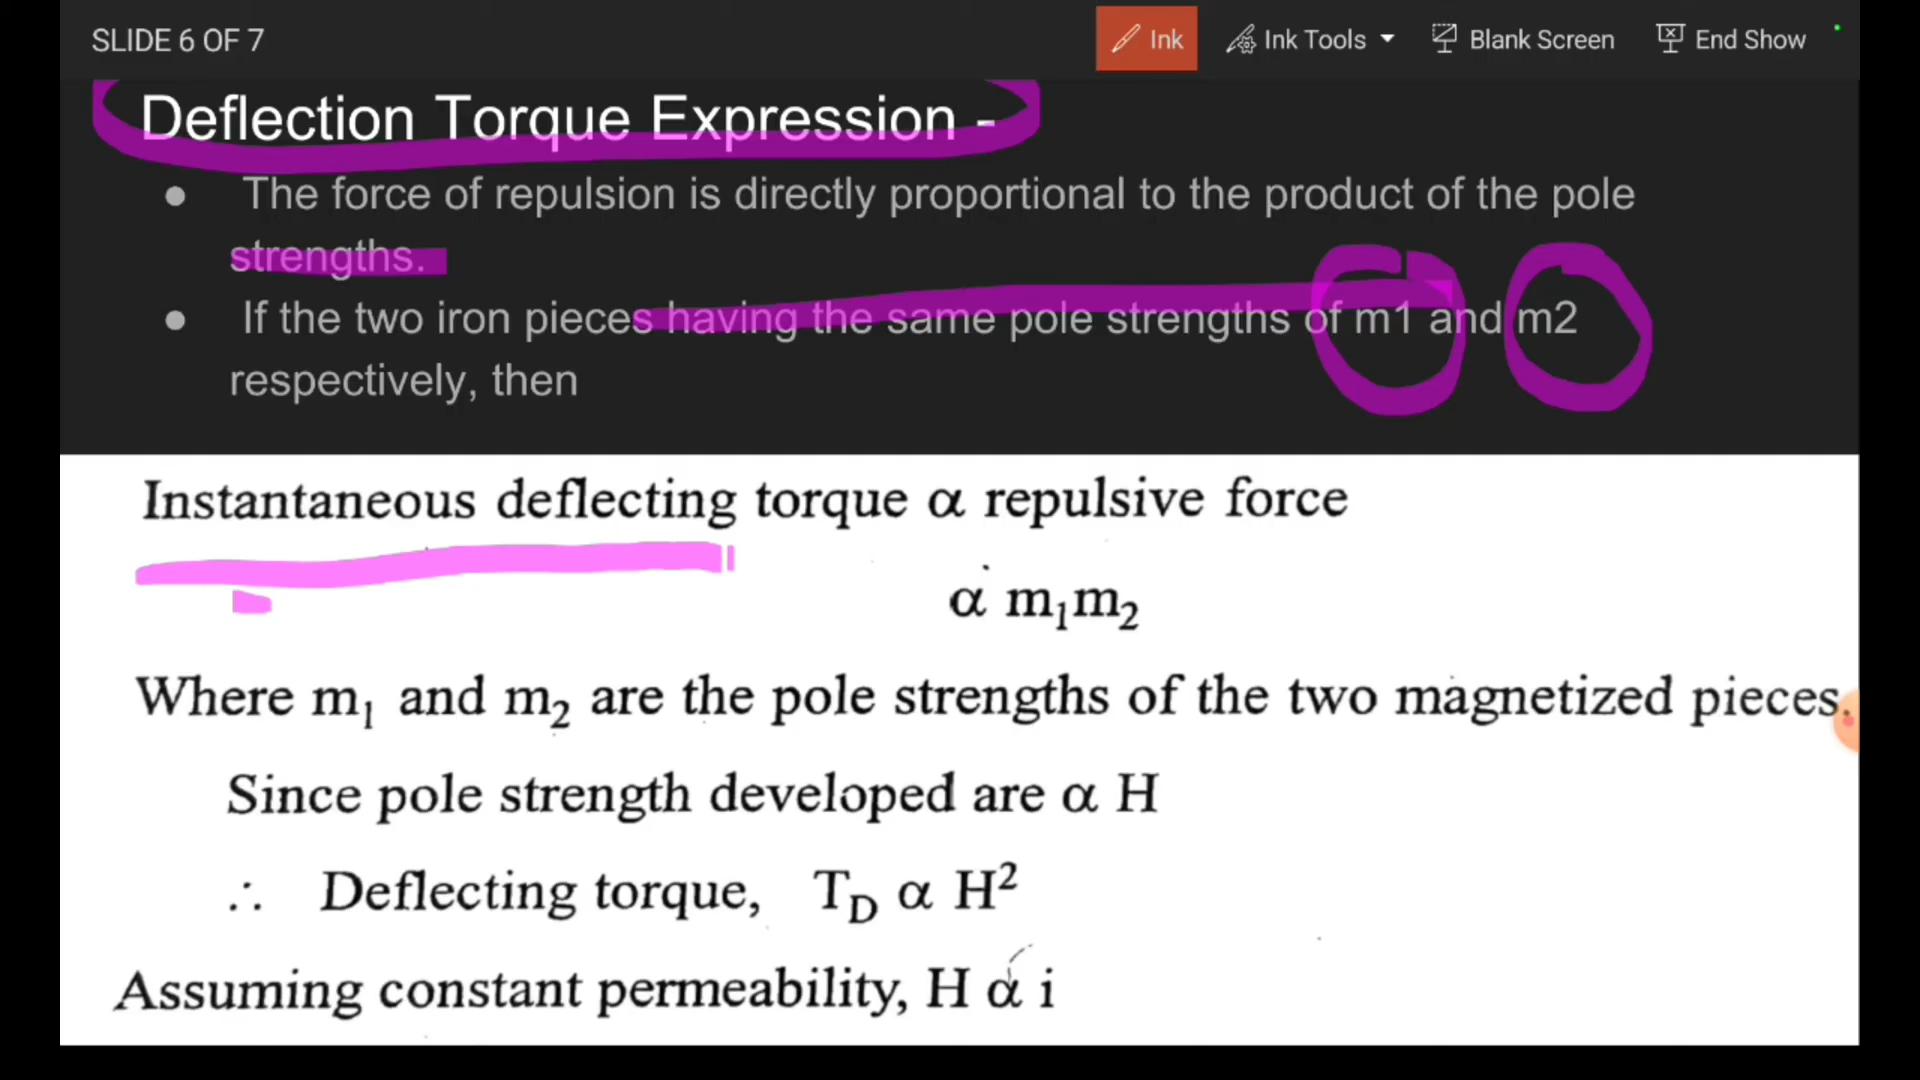 SLIDE 6 OF 7
Ink
Ink Tools
Blank Screen
End Show
Deflection Torque Expression -
● The force of repulsion is directly proportional to the product of the pole
strengths.
● If the two iron pieces having the same pole strengths of m1 and m2
respectively, then
Instantaneous deflecting torque α repulsive force
α m₁m₂
Where m₁ and m₂ are the pole strengths of the two magnetized pieces.
Since pole strength developed are α H
∴ Deflecting torque, T_D α H²
Assuming constant permeability, H α i